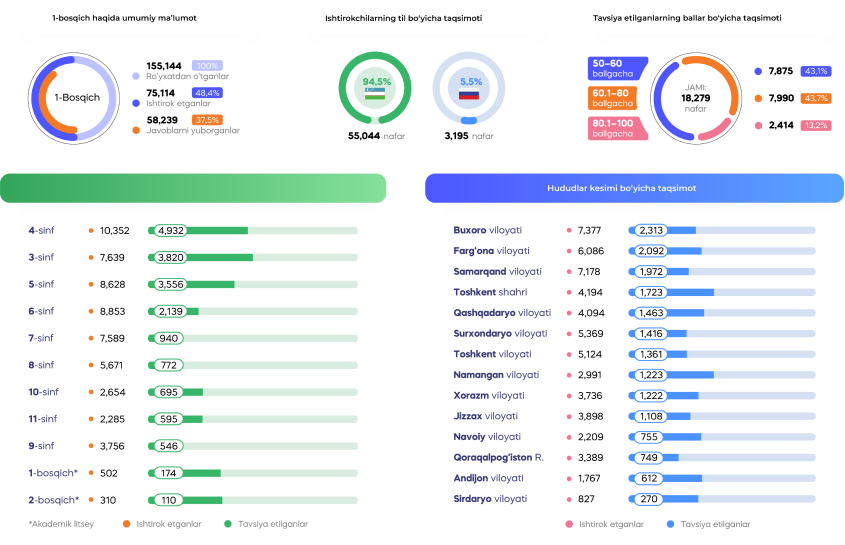 1-bosqich haqida umumiy ma'lumot
155,144 100%
Ro'yxatdan o'tganlar
75,114 48,4%
Ishtirok etganlar
58,239 37,5%
Javoblarni yuborganlar
1-Bosqich
Ishtirokchilarning til bo'yicha taqsimoti
94,5%
5,5%
55,044 nafar
3,195 nafar
Tavsiya etilganlarning ballar bo'yicha taqsimoti
50–60
ballgacha
60.1–80
ballgacha
80.1–100
ballgacha
JAMI:
18,279
nafar
7,875 43,1%
7,990 43,7%
2,414 13,2%
4-sinf 10,352 4,932
3-sinf 7,639 3,820
5-sinf 8,628 3,556
6-sinf 8,853 2,139
7-sinf 7,589 940
8-sinf 5,671 772
10-sinf 2,654 695
11-sinf 2,285 595
9-sinf 3,756 546
1-bosqich* 502 174
2-bosqich* 310 110
*Akademik litsey Ishtirok etganlar Tavsiya etilganlar
Hududlar kesimi bo'yicha taqsimot
Buxoro viloyati 7,377 2,313
Farg'ona viloyati 6,086 2,092
Samarqand viloyati 7,178 1,972
Toshkent shahri 4,194 1,723
Qashqadaryo viloyati 4,094 1,463
Surxondaryo viloyati 5,369 1,416
Toshkent viloyati 5,124 1,361
Namangan viloyati 2,991 1,223
Xorazm viloyati 3,736 1,222
Jizzax viloyati 3,898 1,108
Navoiy viloyati 2,209 755
Qoraqalpog'iston R. 3,389 749
Andijon viloyati 1,767 612
Sirdaryo viloyati 827 270
Ishtirok etganlar Tavsiya etilganlar